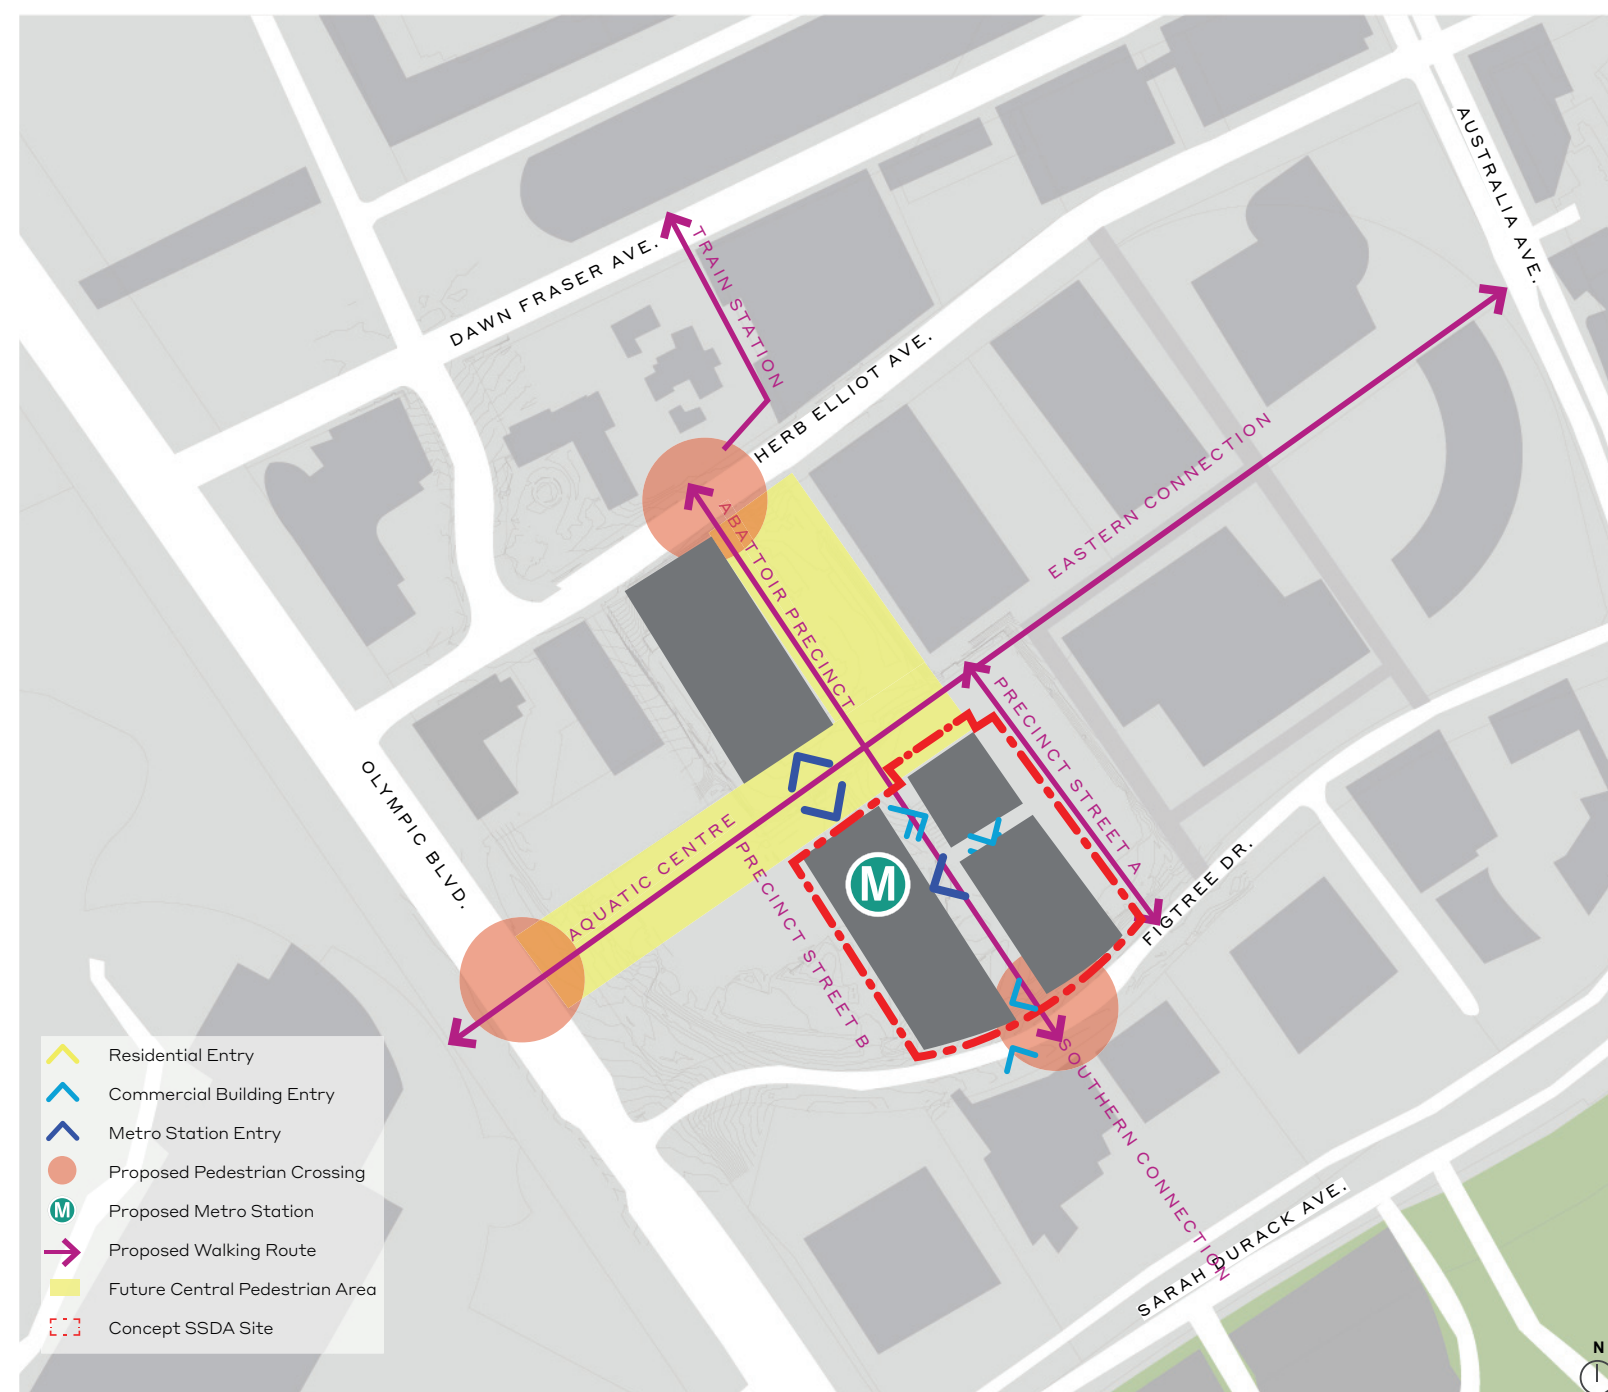 AUSTRALIA AVE.
DAWN FRASER AVE.
TRAIN STATION
HERB ELLIOT AVE.
EASTERN CONNECTION
ABATTOIR PRECINCT
PRECINCT STREET A
OLYMPIC BLVD.
AQUATIC CENTRE
PRECINCT STREET B
M
FIGTREE DR.
SOUTHERN CONNECTION
SARAH DURACK AVE.
Residential Entry
Commercial Building Entry
Metro Station Entry
Proposed Pedestrian Crossing
M
Proposed Metro Station
Proposed Walking Route
Future Central Pedestrian Area
Concept SSDA Site
N